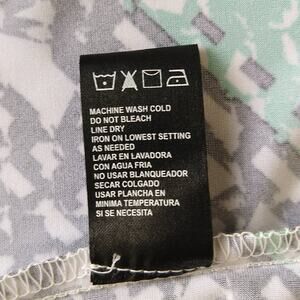 MACHINE WASH COLD
DO NOT BLEACH
LINE DRY
IRON ON LOWEST SETTING
AS NEEDED
LAVAR EN LAVADORA
CON AGUA FRIA
NO USAR BLANQUEADOR
SECAR COLGADO
USAR PLANCHA EN
MINIMA TEMPERATURA
SI SE NECESITA